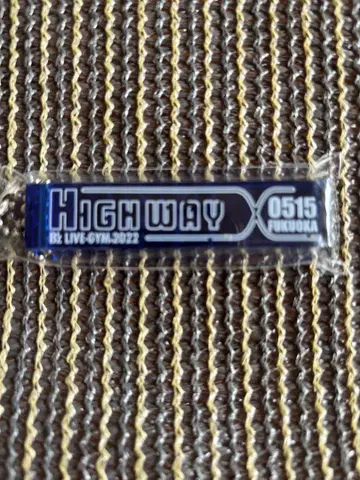 HIGHWAY X
B'z LIVE-GYM 2022
0515
FUKUOKA